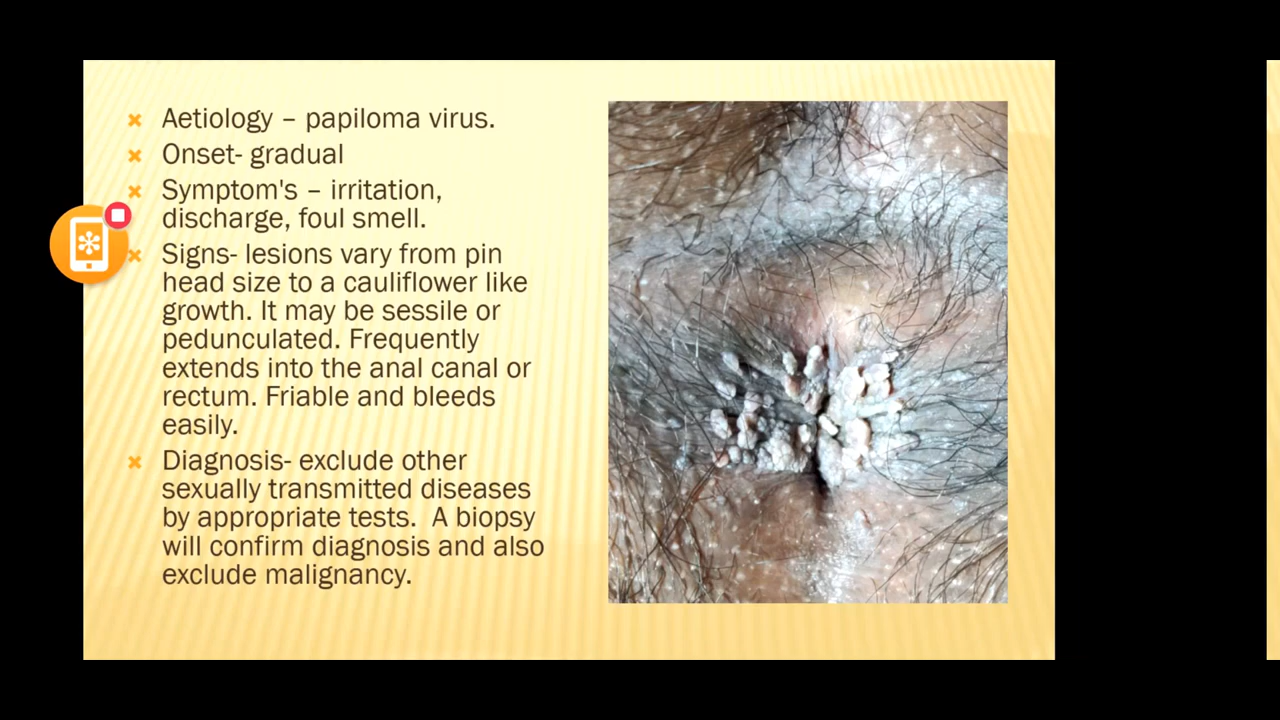 Aetiology – papiloma virus.
Onset- gradual
Symptom's – irritation,
discharge, foul smell.
Signs- lesions vary from pin
head size to a cauliflower like
growth. It may be sessile or
pedunculated. Frequently
extends into the anal canal or
rectum. Friable and bleeds
easily.
Diagnosis- exclude other
sexually transmitted diseases
by appropriate tests.  A biopsy
will confirm diagnosis and also
exclude malignancy.